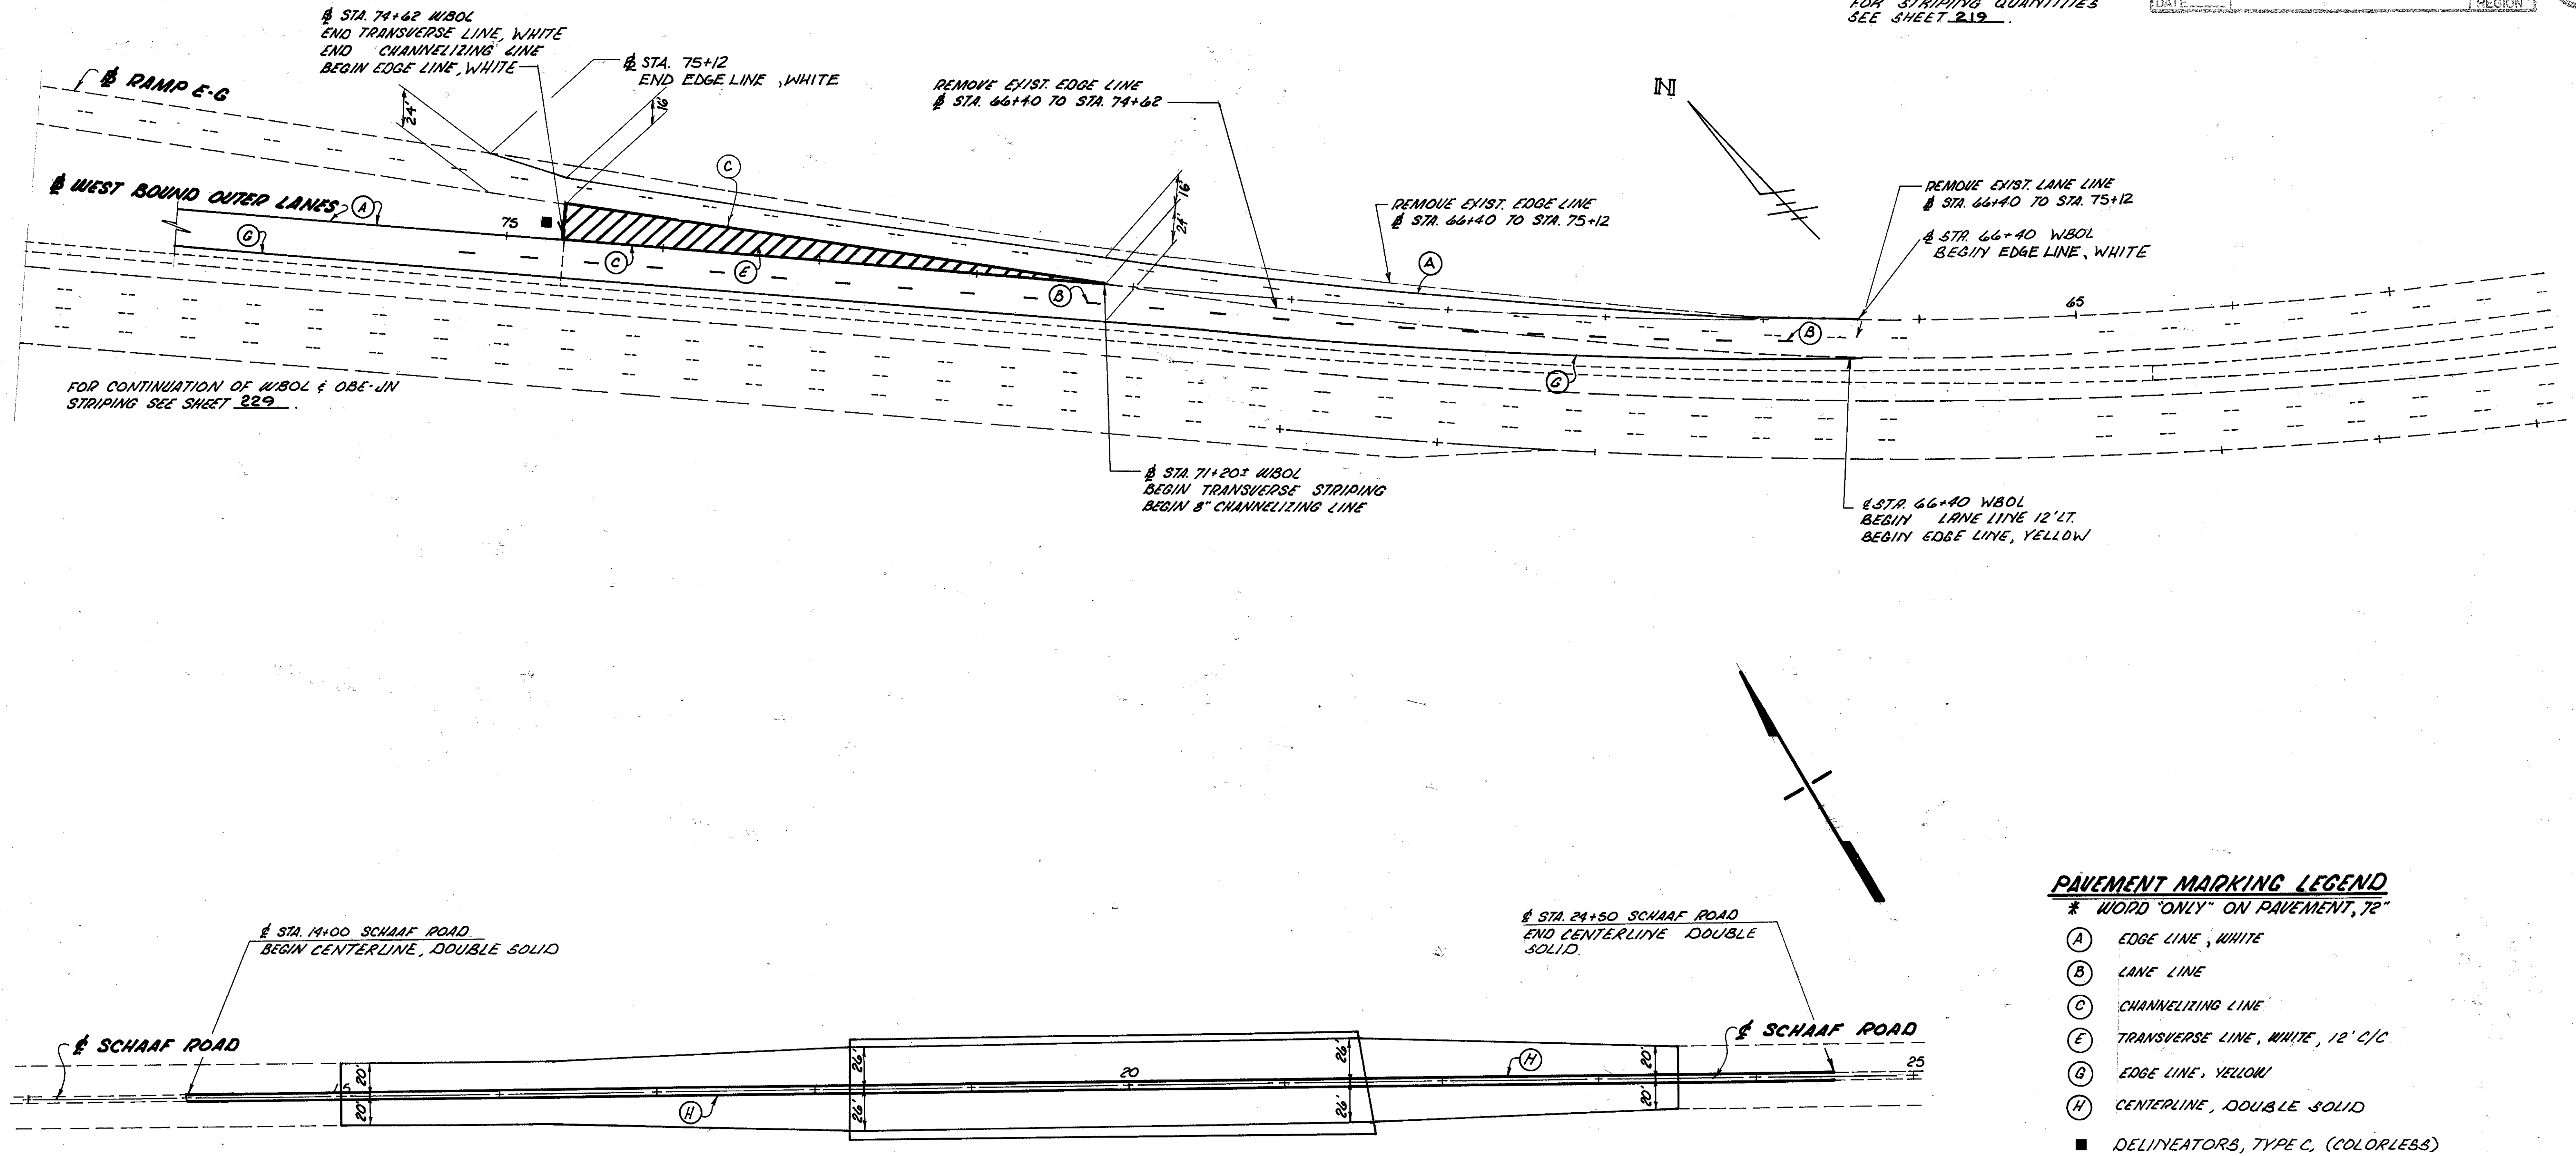 FOR STRIPING QUANTITIES
SEE SHEET 219.
DATE
REGION
℄ STA. 74+62 WBOL
END TRANSVERSE LINE, WHITE
END CHANNELIZING LINE
BEGIN EDGE LINE, WHITE
℄ STA. 75+12
END EDGE LINE, WHITE
REMOVE EXIST. EDGE LINE
℄ STA. 66+40 TO STA. 74+62
N
℄ RAMP E-G
24'
16'
C
℄ WEST BOUND OUTER LANES
A
75
G
C
E
B
16'
24'
REMOVE EXIST. EDGE LINE
℄ STA. 66+40 TO STA. 75+12
A
REMOVE EXIST. LANE LINE
℄ STA. 66+40 TO STA. 75+12
℄ STA. 66+40 WBOL
BEGIN EDGE LINE, WHITE
65
B
G
FOR CONTINUATION OF WBOL & OBE-JN
STRIPING SEE SHEET 229.
℄ STA. 71+20± WBOL
BEGIN TRANSVERSE STRIPING
BEGIN 8" CHANNELIZING LINE
℄ STA. 66+40 WBOL
BEGIN LANE LINE 12' LT.
BEGIN EDGE LINE, YELLOW
℄ STA. 14+00 SCHAAF ROAD
BEGIN CENTERLINE, DOUBLE SOLID
℄ STA. 24+50 SCHAAF ROAD
END CENTERLINE DOUBLE
SOLID.
℄ SCHAAF ROAD
15
20'
20'
26'
26'
H
20
26'
26'
H
20'
20'
℄ SCHAAF ROAD
25
PAVEMENT MARKING LEGEND
* WORD "ONLY" ON PAVEMENT, 72"
A EDGE LINE, WHITE
B LANE LINE
C CHANNELIZING LINE
E TRANSVERSE LINE, WHITE, 12' C/C
G EDGE LINE, YELLOW
H CENTERLINE, DOUBLE SOLID
■ DELINEATORS, TYPE C, (COLORLESS)